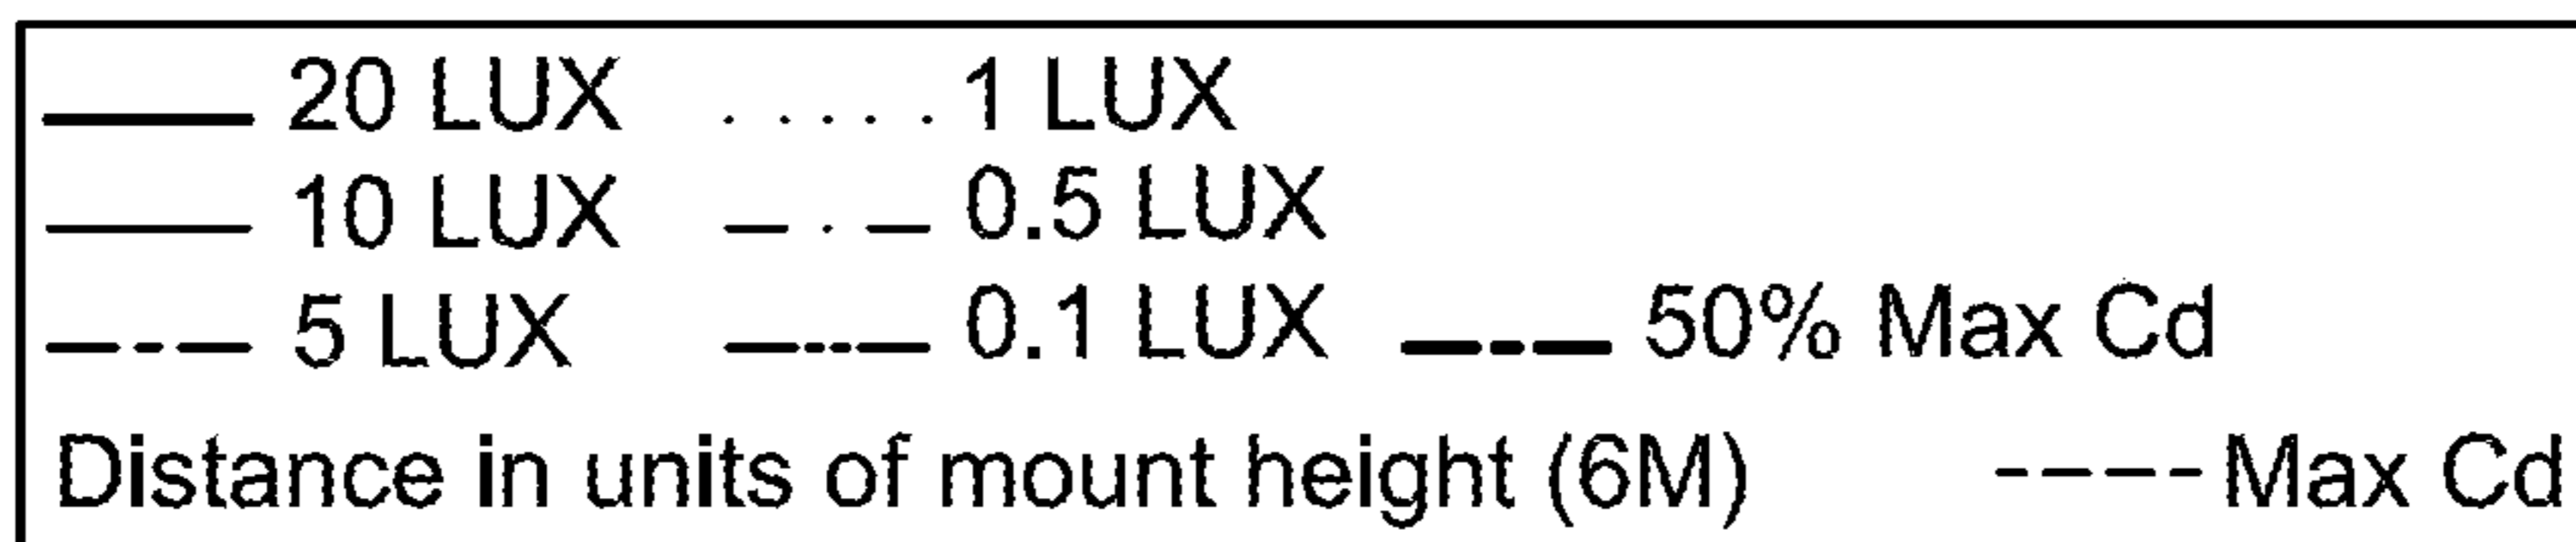 20 LUX 1 LUX
10 LUX 0.5 LUX
5 LUX 0.1 LUX 50% Max Cd
Distance in units of mount height (6M) Max Cd